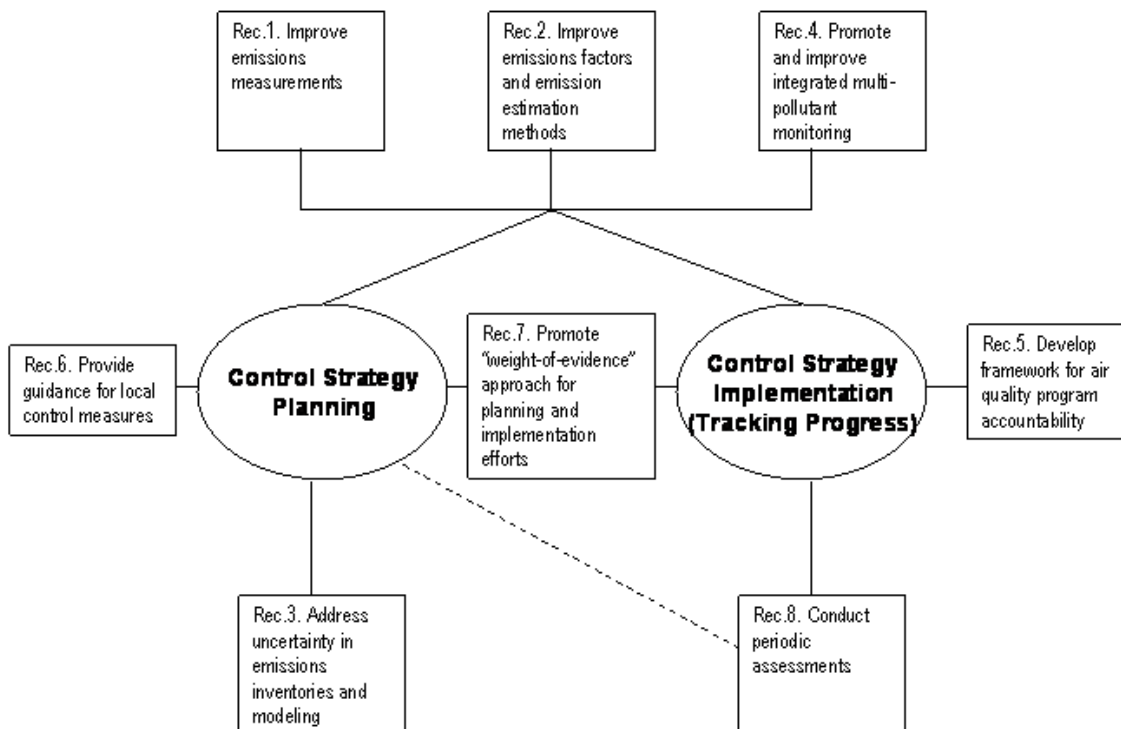 Rec.1. Improve
emissions
measurements
Rec.2. Improve
emissions factors
and emission
estimation
methods
Rec.4. Promote
and improve
integrated multi-
pollutant
monitoring
Rec.6. Provide
guidance for local
control measures
Control Strategy
Planning
Rec.7. Promote
“weight-of-evidence”
approach for
planning and
implementation
efforts
Control Strategy
Implementation
(Tracking Progress)
Rec.5. Develop
framework for air
quality program
accountability
Rec.3. Address
uncertainty in
emissions
inventories and
modeling
Rec.8. Conduct
periodic
assessments